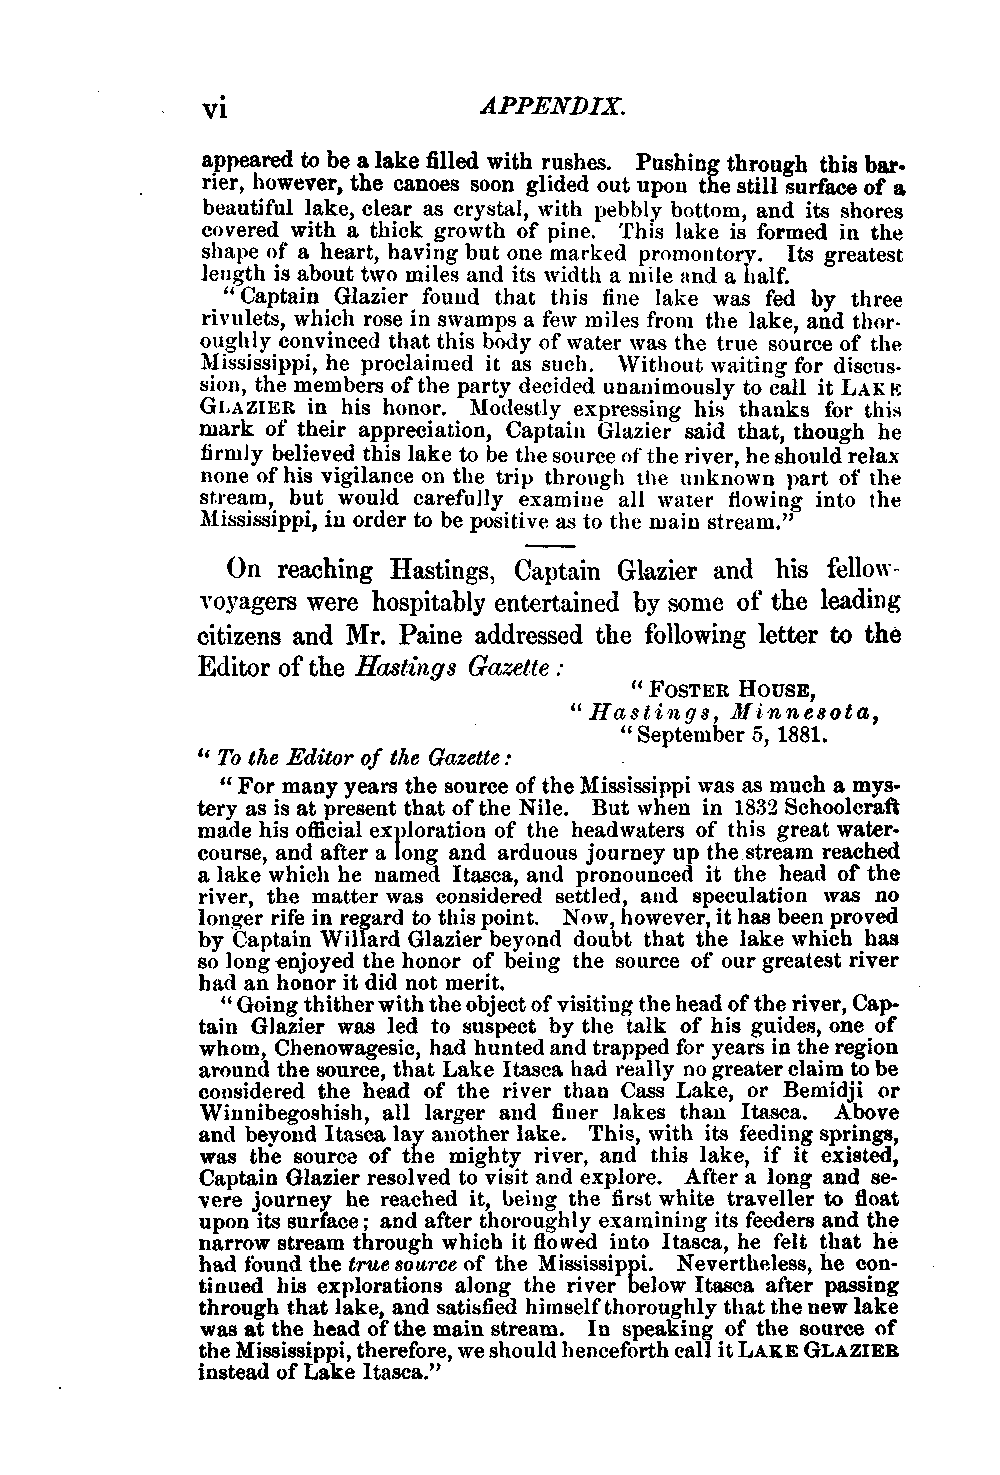 vi APPENDIX.
appeared to be a lake filled with rushes. Pushing through this bar-
rier, however, the canoes soon glided out upon the still surface of a
beautiful lake, clear as crystal, with pebbly bottom, and its shores
covered with a thick growth of pine. This lake is formed in the
shape of a heart, having but one marked promontory. Its greatest
length is about two miles and its width a mile and a half.
"Captain Glazier found that this fine lake was fed by three
rivulets, which rose in swamps a few miles from the lake, and thor-
oughly convinced that this body of water was the true source of the
Mississippi, he proclaimed it as such. Without waiting for discus-
sion, the members of the party decided unanimously to call it LAKE
GLAZIER in his honor. Modestly expressing his thanks for this
mark of their appreciation, Captain Glazier said that, though he
firmly believed this lake to be the source of the river, he should relax
none of his vigilance on the trip through the unknown part of the
stream, but would carefully examine all water flowing into the
Mississippi, in order to be positive as to the main stream."
On reaching Hastings, Captain Glazier and his fellow-
voyagers were hospitably entertained by some of the leading
citizens and Mr. Paine addressed the following letter to the
Editor of the Hastings Gazette:
"FOSTER HOUSE,
"Hastings, Minnesota,
"September 5, 1881.
"To the Editor of the Gazette:
"For many years the source of the Mississippi was as much a mys-
tery as is at present that of the Nile. But when in 1832 Schoolcraft
made his official exploration of the headwaters of this great water-
course, and after a long and arduous journey up the stream reached
a lake which he named Itasca, and pronounced it the head of the
river, the matter was considered settled, and speculation was no
longer rife in regard to this point. Now, however, it has been proved
by Captain Willard Glazier beyond doubt that the lake which has
so long enjoyed the honor of being the source of our greatest river
had an honor it did not merit.
"Going thither with the object of visiting the head of the river, Cap-
tain Glazier was led to suspect by the talk of his guides, one of
whom, Chenowagesic, had hunted and trapped for years in the region
around the source, that Lake Itasca had really no greater claim to be
considered the head of the river than Cass Lake, or Bemidji or
Winnibegoshish, all larger and finer lakes than Itasca. Above
and beyond Itasca lay another lake. This, with its feeding springs,
was the source of the mighty river, and this lake, if it existed,
Captain Glazier resolved to visit and explore. After a long and se-
vere journey he reached it, being the first white traveller to float
upon its surface; and after thoroughly examining its feeders and the
narrow stream through which it flowed into Itasca, he felt that he
had found the true source of the Mississippi. Nevertheless, he con-
tinued his explorations along the river below Itasca after passing
through that lake, and satisfied himself thoroughly that the new lake
was at the head of the main stream. In speaking of the source of
the Mississippi, therefore, we should henceforth call it LAKE GLAZIER
instead of Lake Itasca."